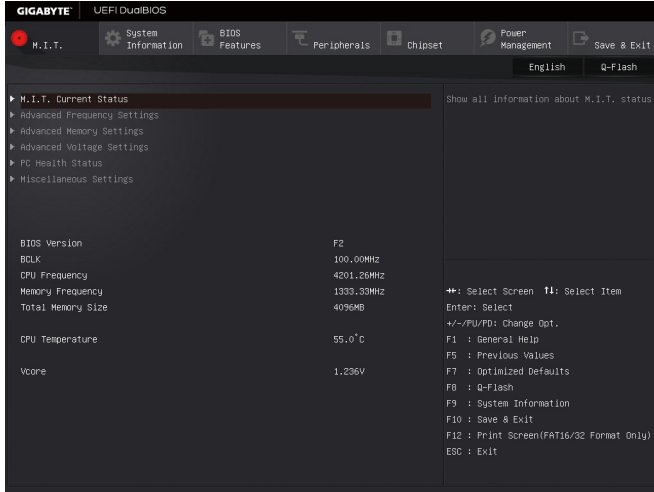 GIGABYTE™ UEFI DualBIOS
M.I.T.
System Information
BIOS Features
Peripherals
Chipset
Power Management
Save & Exit
English Q-Flash
M.I.T. Current Status
Advanced Frequency Settings
Advanced Memory Settings
Advanced Voltage Settings
PC Health Status
Miscellaneous Settings
Show all information about M.I.T. status
BIOS Version F2
BCLK 100.00MHz
CPU Frequency 4201.26MHz
Memory Frequency 1333.33MHz
Total Memory Size 4096MB
CPU Temperature 55.0°C
Vcore 1.236V
→←: Select Screen ↑↓: Select Item
Enter: Select
+/-/PU/PD: Change Opt.
F1 : General Help
F5 : Previous Values
F7 : Optimized Defaults
F8 : Q-Flash
F9 : System Information
F10 : Save & Exit
F12 : Print Screen(FAT16/32 Format Only)
ESC : Exit